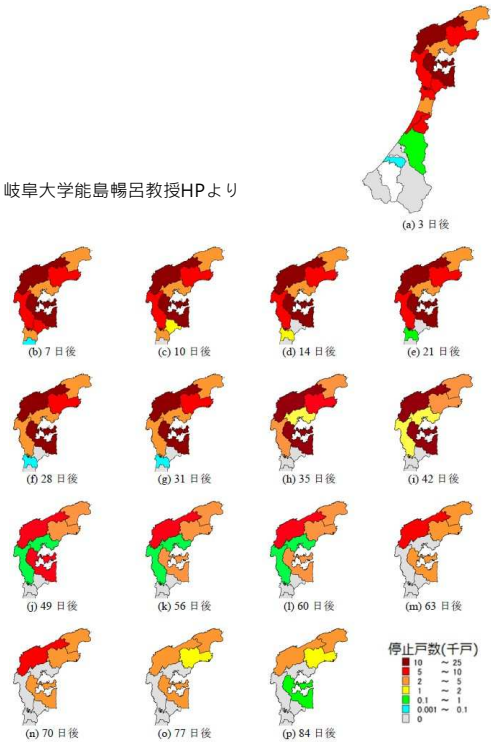 岐阜大学能島暢呂教授HPより
(a) 3 日後
(b) 7 日後
(c) 10 日後
(d) 14 日後
(e) 21 日後
(f) 28 日後
(g) 31 日後
(h) 35 日後
(i) 42 日後
(j) 49 日後
(k) 56 日後
(l) 60 日後
(m) 63 日後
(n) 70 日後
(o) 77 日後
(p) 84 日後
停止戸数(千戸)
10 ～ 25
5 ～ 10
2 ～ 5
1 ～ 2
0.1 ～ 1
0.001 ～ 0.1
0